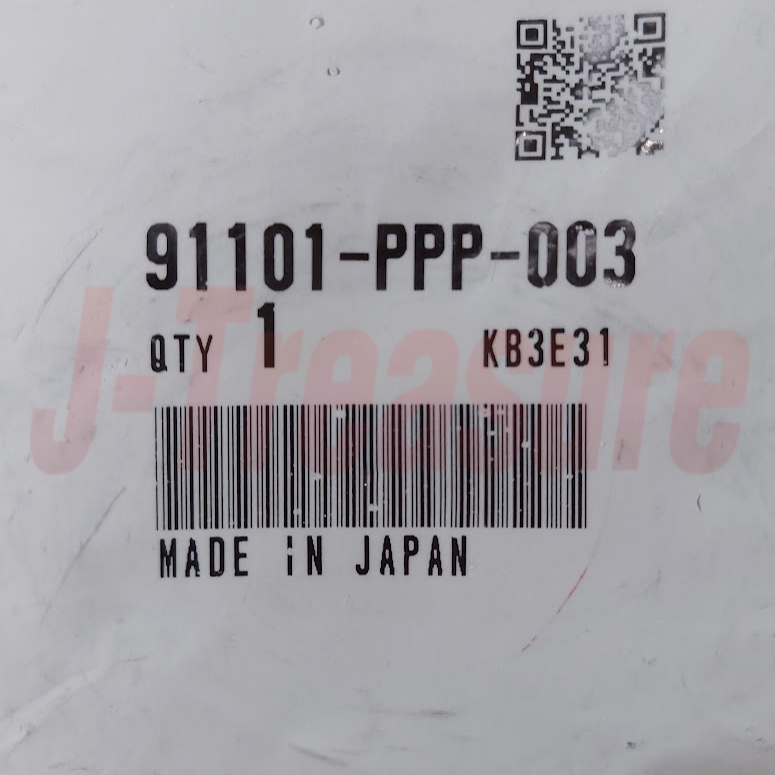 91101-PPP-003
QTY 1 KB3E31
J-Treasure
MADE IN JAPAN